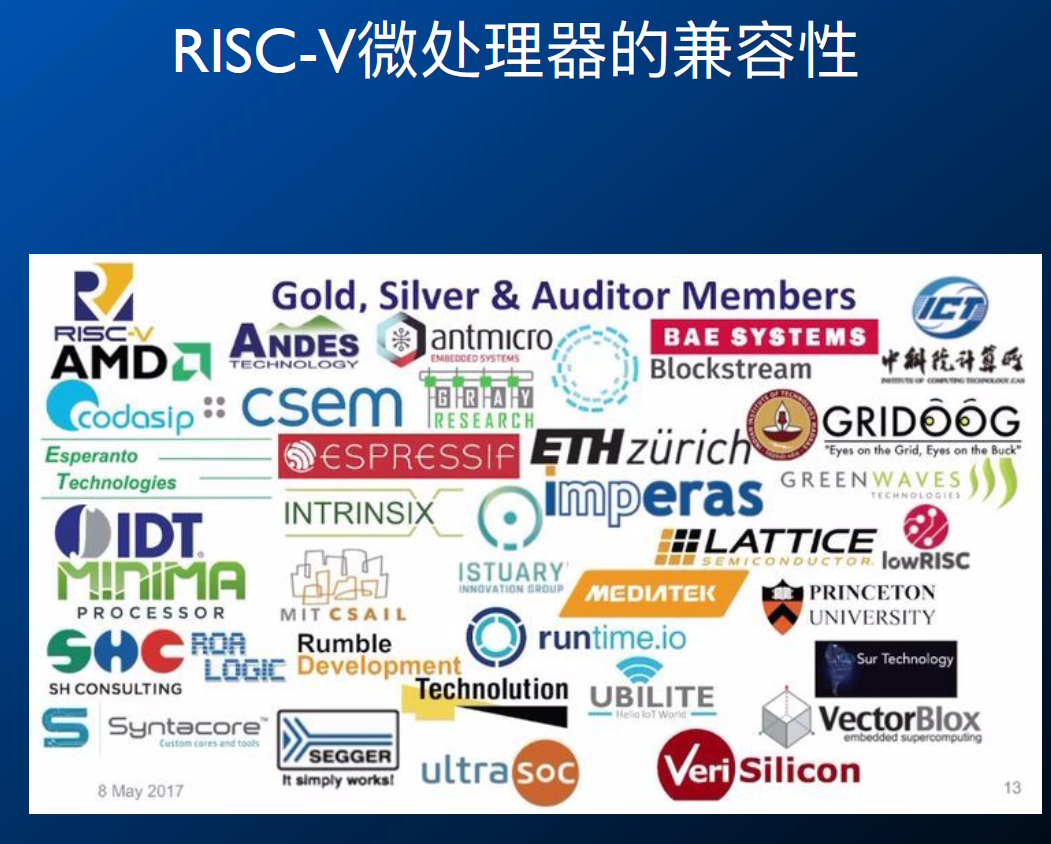 RISC-V微处理器的兼容性
Gold, Silver & Auditor Members
RISC-V
AMD
ANDES
TECHNOLOGY
antmicro
EMBEDDED SYSTEMS
BAE SYSTEMS
Blockstream
ICT
中科院计算所
INSTITUTE OF COMPUTING TECHNOLOGY, CAS
codasip
csem
GRAY
RESEARCH
GRIDOOG
"Eyes on the Grid, Eyes on the Buck"
Esperanto
Technologies
ESPRESSIF
ETH zürich
imperas
GREENWAVES
TECHNOLOGIES
INTRINSIX
IDT
LATTICE
SEMICONDUCTOR
lowRISC
MINIMA
PROCESSOR
MIT CSAIL
ISTUARY
INNOVATION GROUP
MEDIATEK
PRINCETON
UNIVERSITY
SHC
SH CONSULTING
ROA
LOGIC
Rumble
Development
runtime.io
Sur Technology
Technolution
UBILITE
Hello IoT World
Syntacore™
Custom cores and tools
SEGGER
It simply works!
VectorBlox
embedded supercomputing
ultrasoc
VeriSilicon
8 May 2017
13